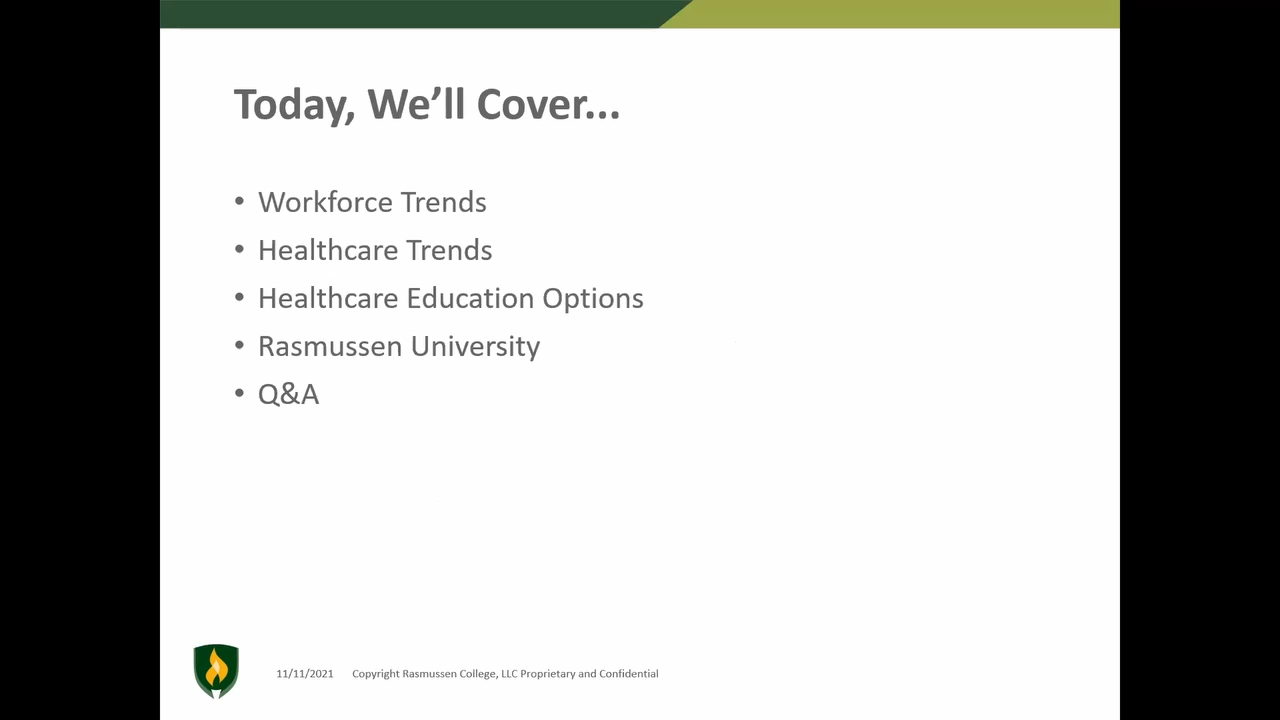 Today, We’ll Cover...
• Workforce Trends
• Healthcare Trends
• Healthcare Education Options
• Rasmussen University
• Q&A
11/11/2021 Copyright Rasmussen College, LLC Proprietary and Confidential